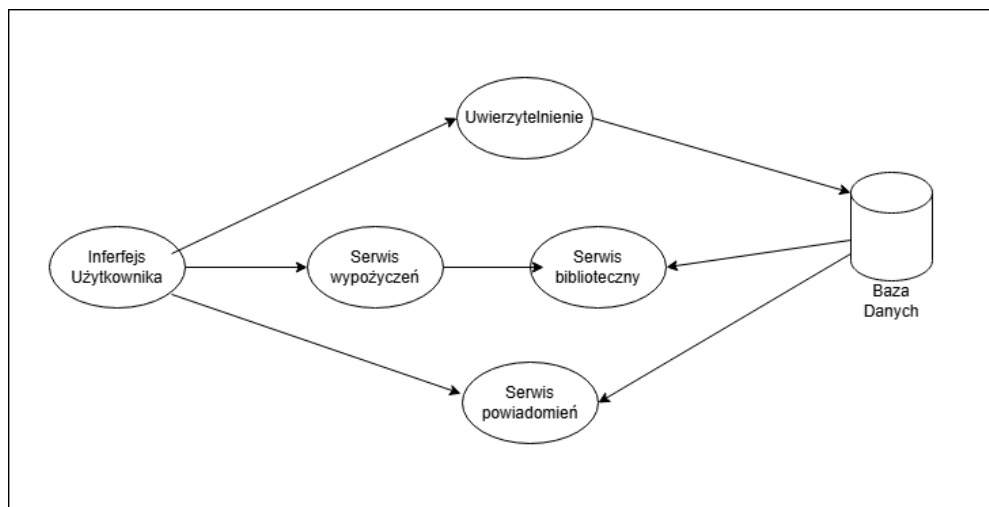 Uwierzytelnienie
Inferfejs
Użytkownika
Serwis
wypożyczeń
Serwis
biblioteczny
Baza
Danych
Serwis
powiadomień